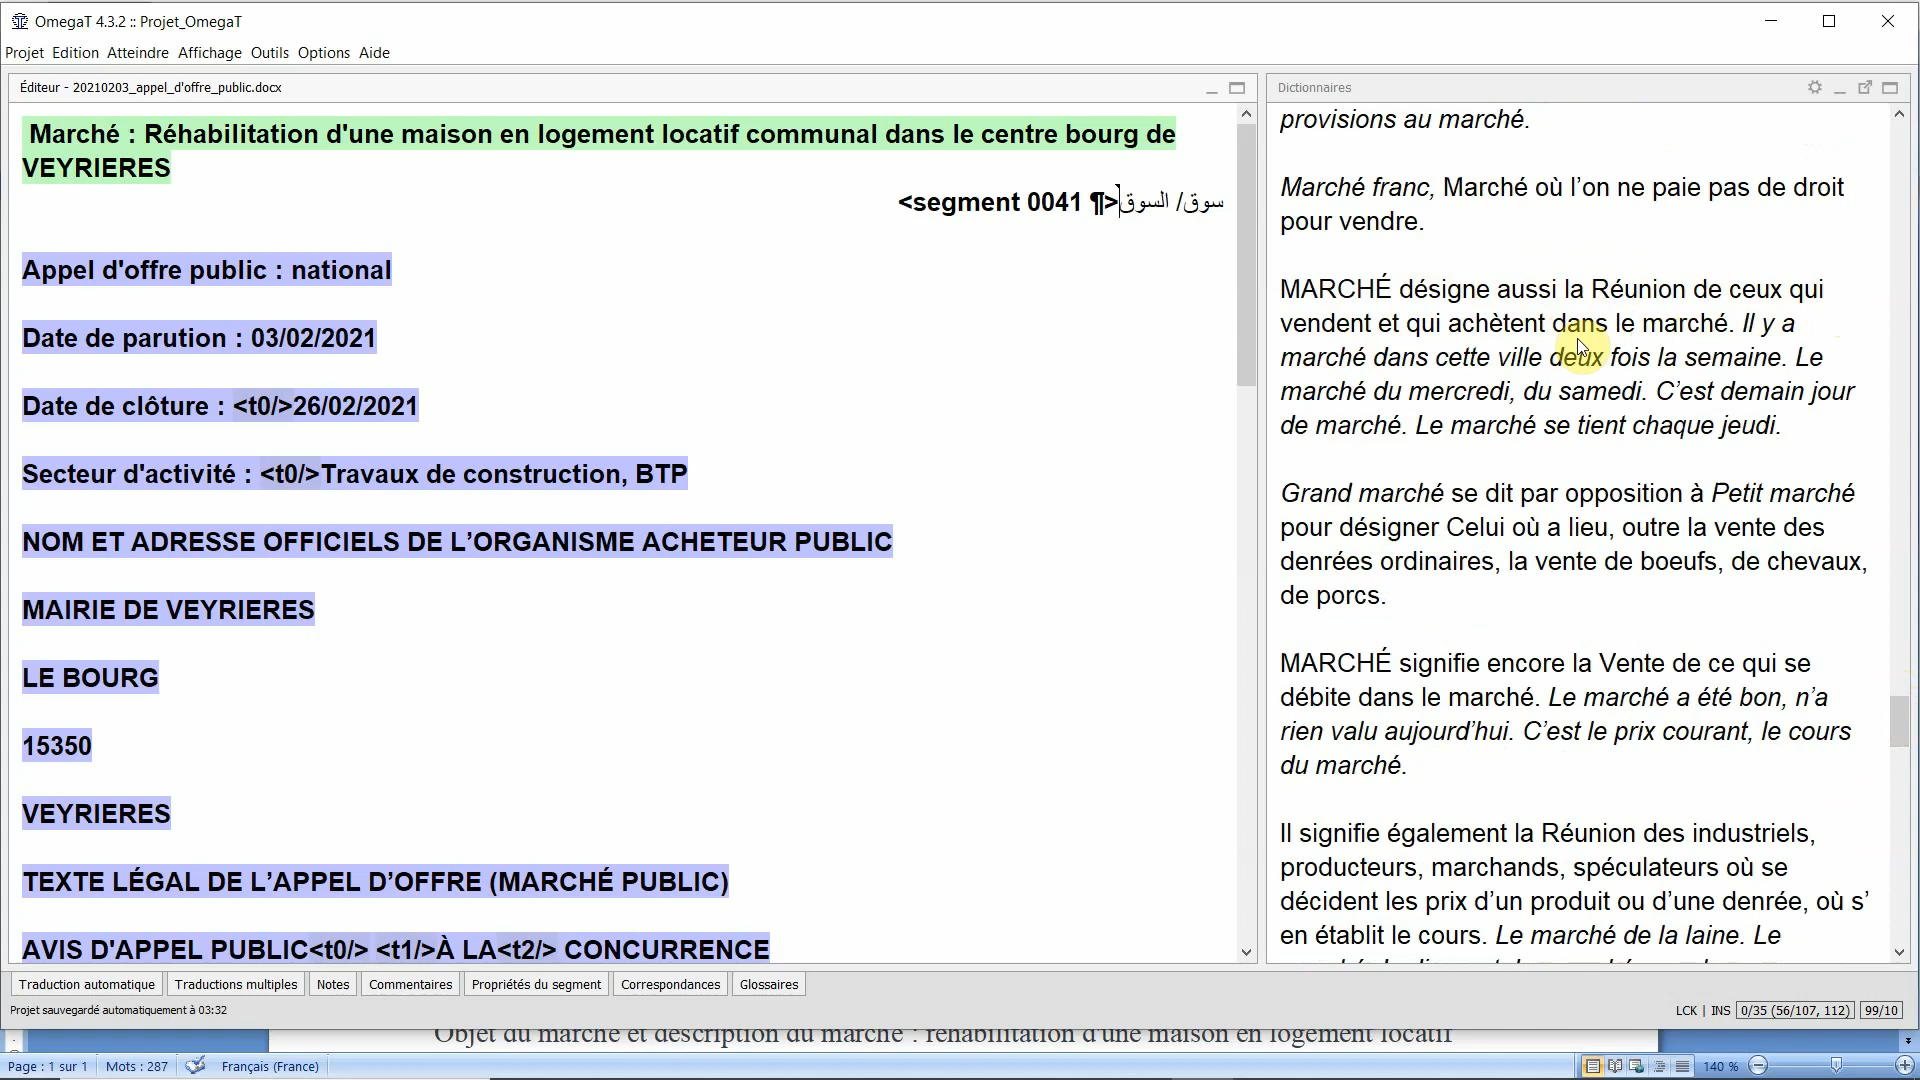 OmegaT 4.3.2 :: Projet_OmegaT
Projet Edition Atteindre Affichage Outils Options Aide
Éditeur - 20210203_appel_d'offre_public.docx
Marché : Réhabilitation d'une maison en logement locatif communal dans le centre bourg de
VEYRIERES
سوق/ السوق<segment 0041 ¶>
Appel d'offre public : national
Date de parution : 03/02/2021
Date de clôture : <t0/>26/02/2021
Secteur d'activité : <t0/>Travaux de construction, BTP
NOM ET ADRESSE OFFICIELS DE L’ORGANISME ACHETEUR PUBLIC
MAIRIE DE VEYRIERES
LE BOURG
15350
VEYRIERES
TEXTE LÉGAL DE L’APPEL D’OFFRE (MARCHÉ PUBLIC)
AVIS D'APPEL PUBLIC<t0/> <t1/>À LA<t2/> CONCURRENCE
Dictionnaires
provisions au marché.
Marché franc, Marché où l’on ne paie pas de droit
pour vendre.
MARCHÉ désigne aussi la Réunion de ceux qui
vendent et qui achètent dans le marché. Il y a
marché dans cette ville deux fois la semaine. Le
marché du mercredi, du samedi. C’est demain jour
de marché. Le marché se tient chaque jeudi.
Grand marché se dit par opposition à Petit marché
pour désigner Celui où a lieu, outre la vente des
denrées ordinaires, la vente de boeufs, de chevaux,
de porcs.
MARCHÉ signifie encore la Vente de ce qui se
débite dans le marché. Le marché a été bon, n’a
rien valu aujourd’hui. C’est le prix courant, le cours
du marché.
Il signifie également la Réunion des industriels,
producteurs, marchands, spéculateurs où se
décident les prix d’un produit ou d’une denrée, où s’
en établit le cours. Le marché de la laine. Le
Traduction automatique Traductions multiples Notes Commentaires Propriétés du segment Correspondances Glossaires
Projet sauvegardé automatiquement à 03:32
LCK | INS 0/35 (56/107, 112) 99/10
Objet du marché et description du marché : réhabilitation d'une maison en logement locatif
Page : 1 sur 1 Mots : 287 Français (France) 140 %